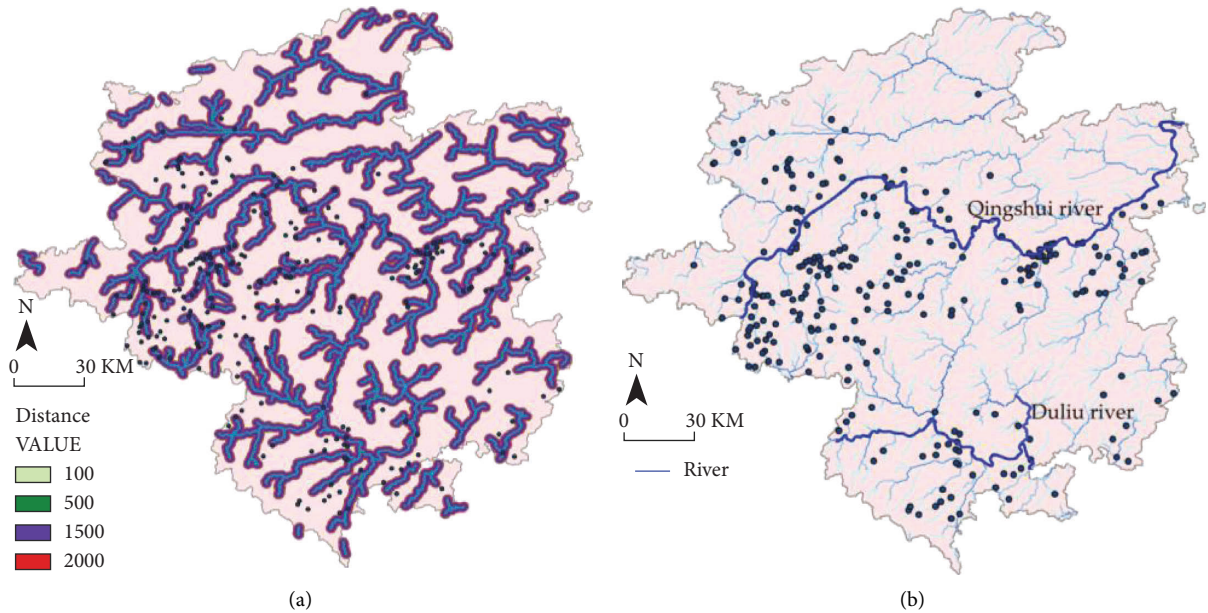 N
0 30 KM
Distance
VALUE
100
500
1500
2000
(a)
Qingshui river
Duliu river
N
0 30 KM
River
(b)